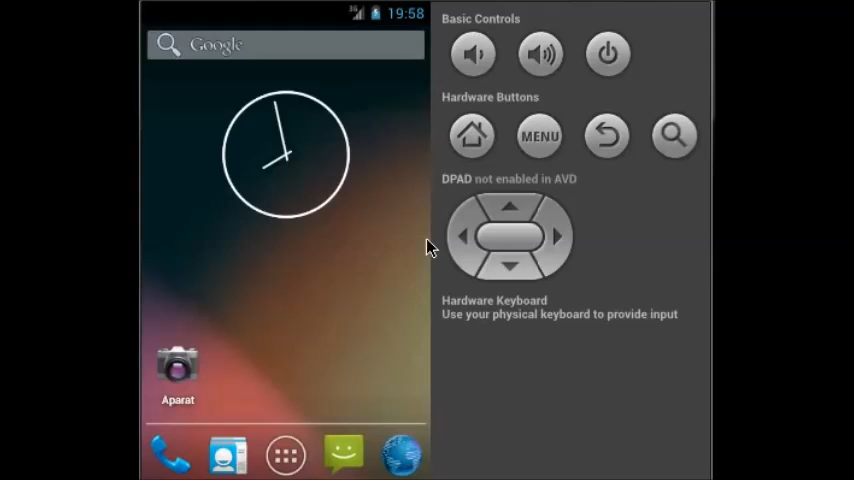 3G 19:58
Google
Aparat
Basic Controls
Hardware Buttons
MENU
DPAD not enabled in AVD
Hardware Keyboard
Use your physical keyboard to provide input